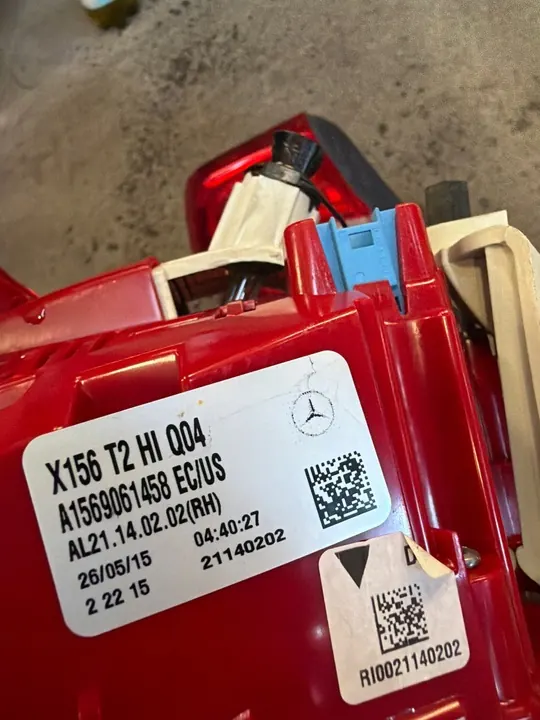 X156 T2 HI Q04
A1569061458 EC/US
AL21.14.02.02(RH)
26/05/15 04:40:27
2 22 15 21140202
D
RI0021140202